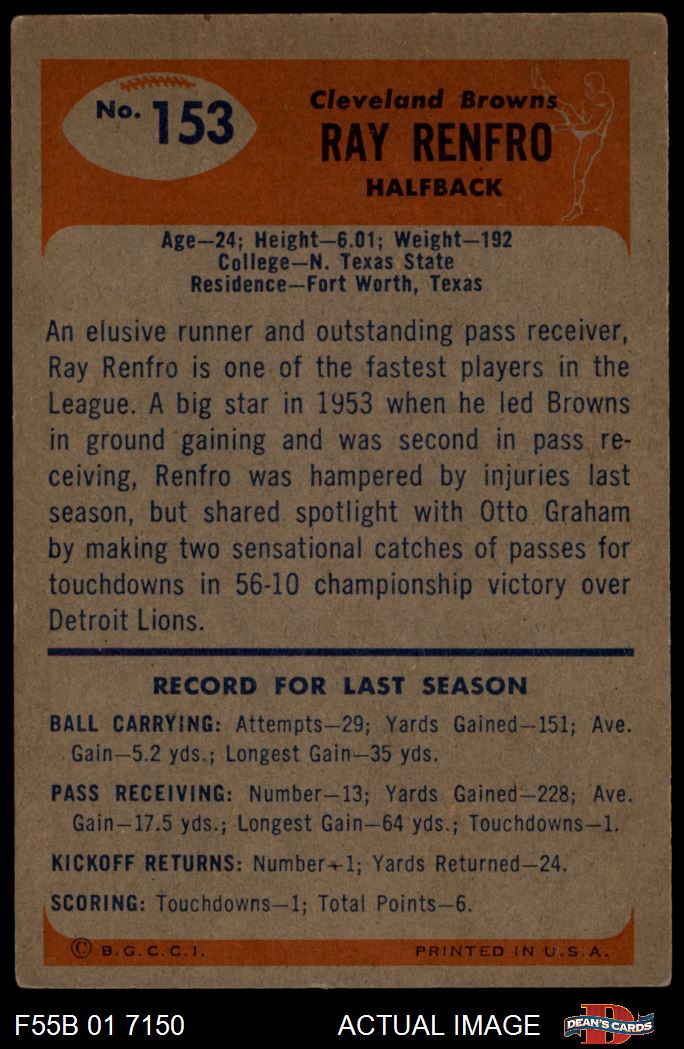 No. 153
Cleveland Browns
RAY RENFRO
HALFBACK
Age—24; Height—6.01; Weight—192
College—N. Texas State
Residence—Fort Worth, Texas
An elusive runner and outstanding pass receiver,
Ray Renfro is one of the fastest players in the
League. A big star in 1953 when he led Browns
in ground gaining and was second in pass re-
ceiving, Renfro was hampered by injuries last
season, but shared spotlight with Otto Graham
by making two sensational catches of passes for
touchdowns in 56-10 championship victory over
Detroit Lions.
RECORD FOR LAST SEASON
BALL CARRYING: Attempts—29; Yards Gained—151; Ave.
Gain—5.2 yds.; Longest Gain—35 yds.
PASS RECEIVING: Number—13; Yards Gained—228; Ave.
Gain—17.5 yds.; Longest Gain—64 yds.; Touchdowns—1.
KICKOFF RETURNS: Number—1; Yards Returned—24.
SCORING: Touchdowns—1; Total Points—6.
© B.G.C.C.I. PRINTED IN U.S.A.
F55B 01 7150 ACTUAL IMAGE D DEAN'S CARDS